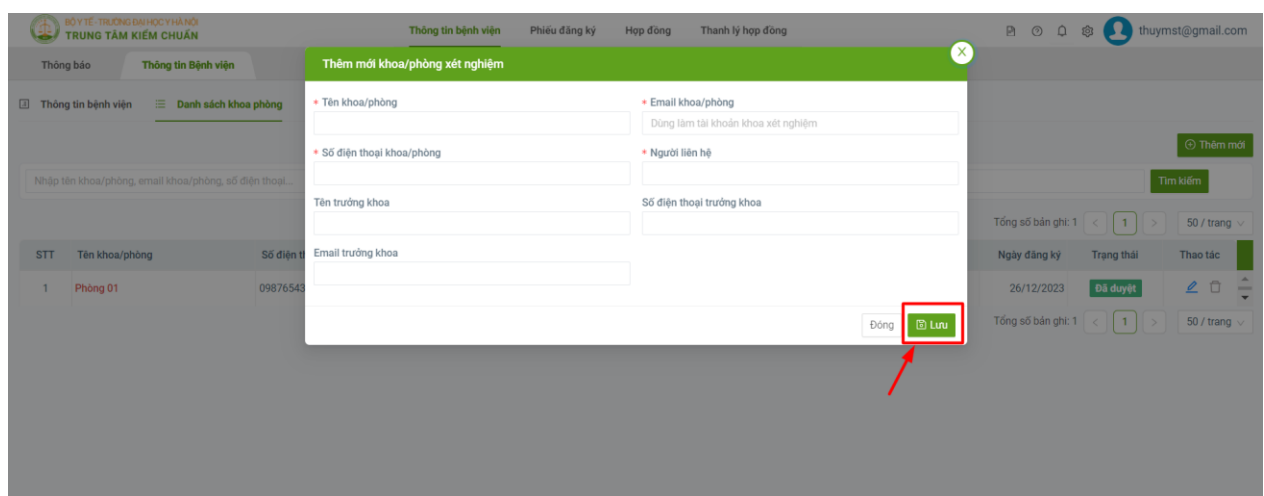 BỘ Y TẾ - TRƯỜNG ĐẠI HỌC Y HÀ NỘI
TRUNG TÂM KIỂM CHUẨN
Thông tin bệnh viện Phiếu đăng ký Hợp đồng Thanh lý hợp đồng
thuymst@gmail.com
Thông báo Thông tin Bệnh viện
Thêm mới khoa/phòng xét nghiệm
Thông tin bệnh viện Danh sách khoa phòng
* Tên khoa/phòng * Email khoa/phòng
Dùng làm tài khoản khoa xét nghiệm
* Số điện thoại khoa/phòng * Người liên hệ
Thêm mới
Nhập tên khoa/phòng, email khoa/phòng, số điện thoại... Tìm kiếm
Tên trưởng khoa Số điện thoại trưởng khoa
Tổng số bản ghi: 1 < 1 > 50 / trang
Email trưởng khoa
STT Tên khoa/phòng Số điện th Ngày đăng ký Trạng thái Thao tác
1 Phòng 01 09876543 26/12/2023 Đã duyệt
Đóng Lưu
Tổng số bản ghi: 1 < 1 > 50 / trang